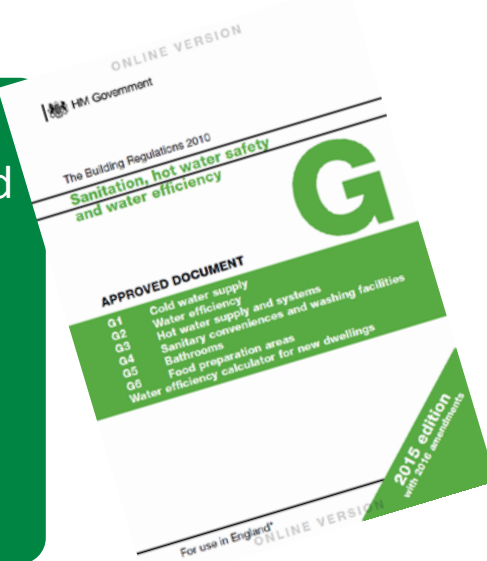 d
ONLINE VERSION
HM Government
The Building Regulations 2010
Sanitation, hot water safety
and water efficiency
G
APPROVED DOCUMENT
G1 Cold water supply
G2 Water efficiency
G3 Hot water supply and systems
G4 Sanitary conveniences and washing facilities
G5 Bathrooms
G6 Food preparation areas
Water efficiency calculator for new dwellings
2015 edition
with 2016 amendments
For use in England*
ONLINE VERSION